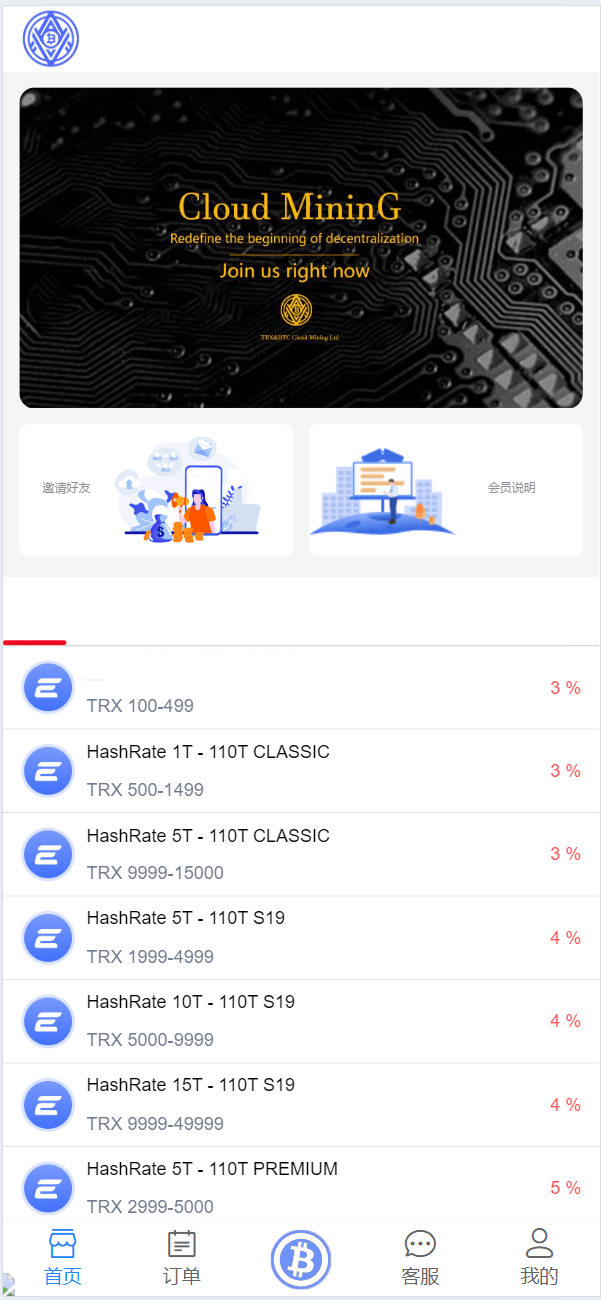 Cloud MininG
Redefine the beginning of decentralization
Join us right now
TRX&BTC Cloud Mining Ltd
邀请好友
会员说明
TRX 100-499
3 %
HashRate 1T - 110T CLASSIC
TRX 500-1499
3 %
HashRate 5T - 110T CLASSIC
TRX 9999-15000
3 %
HashRate 5T - 110T S19
TRX 1999-4999
4 %
HashRate 10T - 110T S19
TRX 5000-9999
4 %
HashRate 15T - 110T S19
TRX 9999-49999
4 %
HashRate 5T - 110T PREMIUM
TRX 2999-5000
5 %
首页
订单
客服
我的